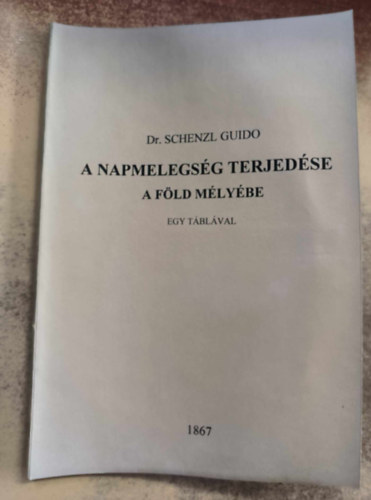 Dr. SCHENZL GUIDO
A NAPMELEGSÉG TERJEDÉSE
A FÖLD MÉLYÉBE
EGY TÁBLÁVAL
1867